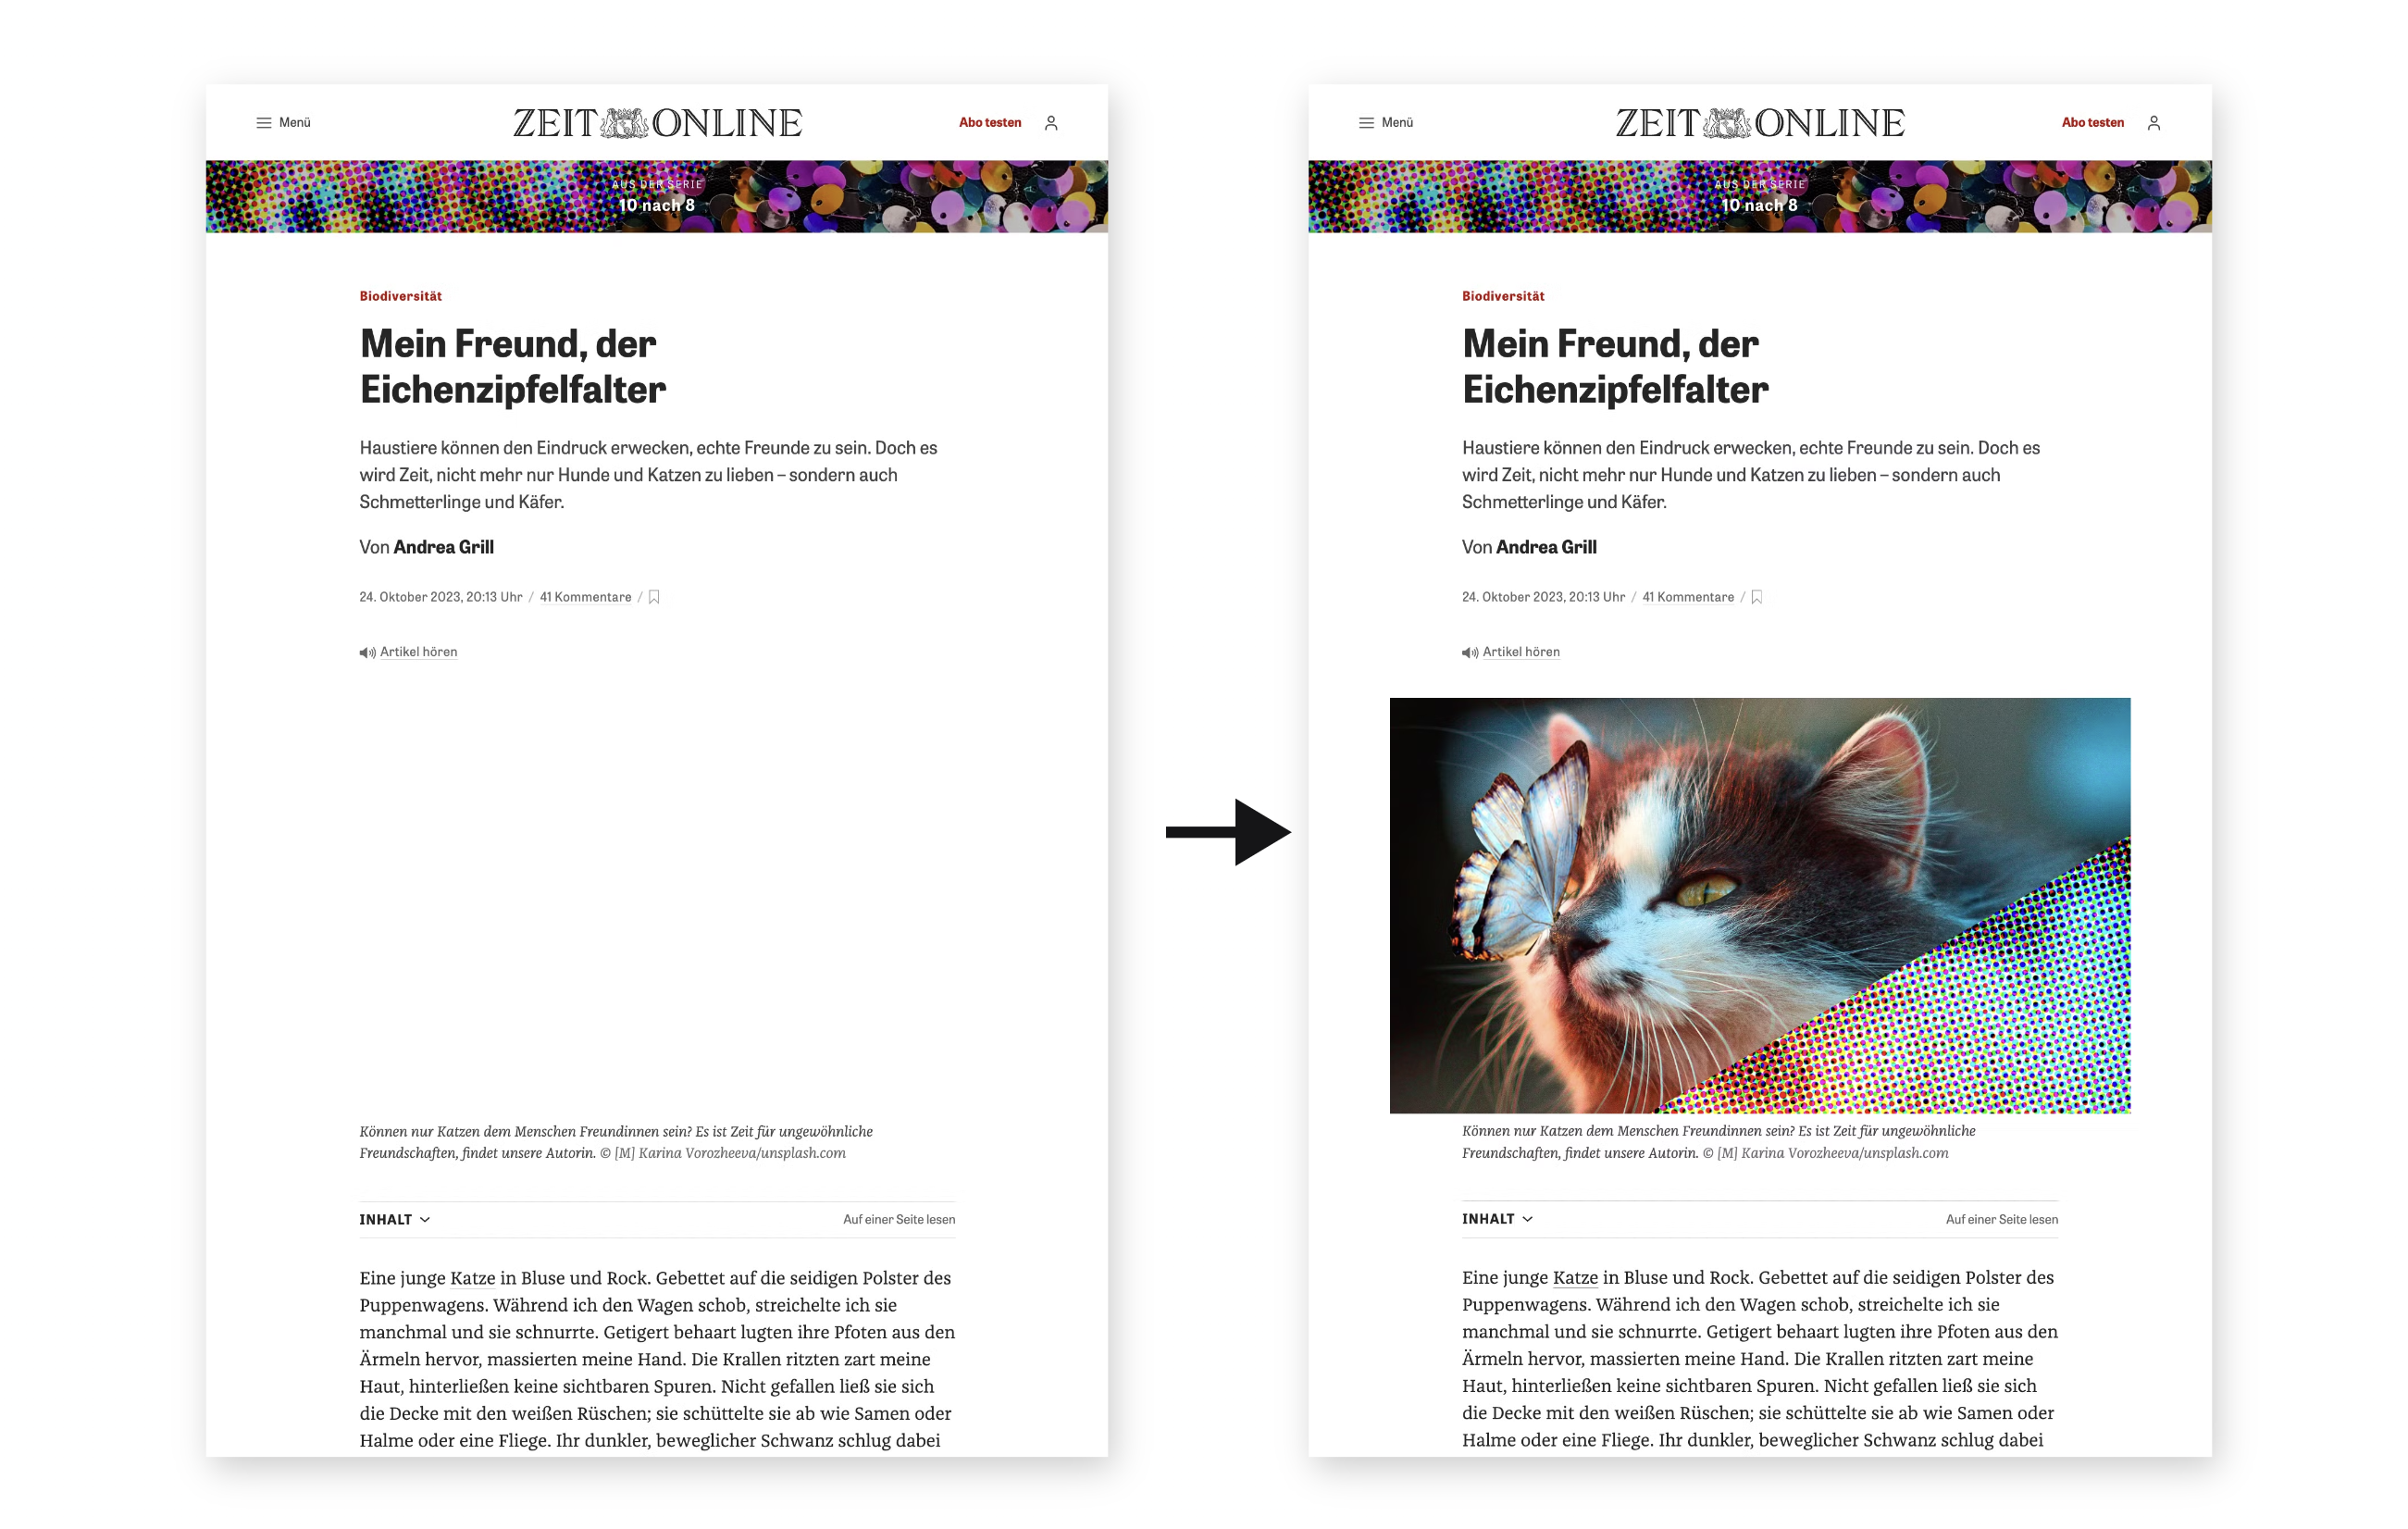 Menü
ZEIT ONLINE
Abo testen
AUS DER SERIE
10 nach 8
Biodiversität
Mein Freund, der
Eichenzipfelfalter
Haustiere können den Eindruck erwecken, echte Freunde zu sein. Doch es
wird Zeit, nicht mehr nur Hunde und Katzen zu lieben – sondern auch
Schmetterlinge und Käfer.
Von Andrea Grill
24. Oktober 2023, 20:13 Uhr / 41 Kommentare /
Artikel hören
Können nur Katzen dem Menschen Freundinnen sein? Es ist Zeit für ungewöhnliche
Freundschaften, findet unsere Autorin. © [M] Karina Vorozheeva/unsplash.com
INHALT
Auf einer Seite lesen
Eine junge Katze in Bluse und Rock. Gebettet auf die seidigen Polster des
Puppenwagens. Während ich den Wagen schob, streichelte ich sie
manchmal und sie schnurrte. Getigert behaart lugten ihre Pfoten aus den
Ärmeln hervor, massierten meine Hand. Die Krallen ritzten zart meine
Haut, hinterließen keine sichtbaren Spuren. Nicht gefallen ließ sie sich
die Decke mit den weißen Rüschen; sie schüttelte sie ab wie Samen oder
Halme oder eine Fliege. Ihr dunkler, beweglicher Schwanz schlug dabei
Menü
ZEIT ONLINE
Abo testen
AUS DER SERIE
10 nach 8
Biodiversität
Mein Freund, der
Eichenzipfelfalter
Haustiere können den Eindruck erwecken, echte Freunde zu sein. Doch es
wird Zeit, nicht mehr nur Hunde und Katzen zu lieben – sondern auch
Schmetterlinge und Käfer.
Von Andrea Grill
24. Oktober 2023, 20:13 Uhr / 41 Kommentare /
Artikel hören
Können nur Katzen dem Menschen Freundinnen sein? Es ist Zeit für ungewöhnliche
Freundschaften, findet unsere Autorin. © [M] Karina Vorozheeva/unsplash.com
INHALT
Auf einer Seite lesen
Eine junge Katze in Bluse und Rock. Gebettet auf die seidigen Polster des
Puppenwagens. Während ich den Wagen schob, streichelte ich sie
manchmal und sie schnurrte. Getigert behaart lugten ihre Pfoten aus den
Ärmeln hervor, massierten meine Hand. Die Krallen ritzten zart meine
Haut, hinterließen keine sichtbaren Spuren. Nicht gefallen ließ sie sich
die Decke mit den weißen Rüschen; sie schüttelte sie ab wie Samen oder
Halme oder eine Fliege. Ihr dunkler, beweglicher Schwanz schlug dabei